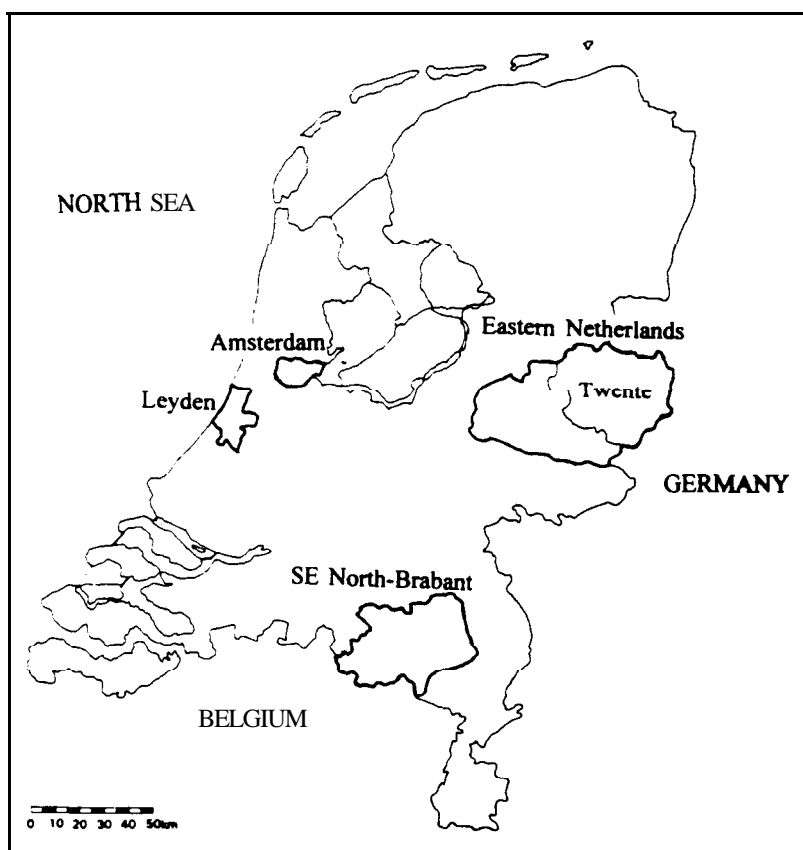 NORTH SEA
Eastern Netherlands
Amsterdam
Twente
Leyden
GERMANY
SE North-Brabant
BELGIUM
0 10 20 30 40 50km